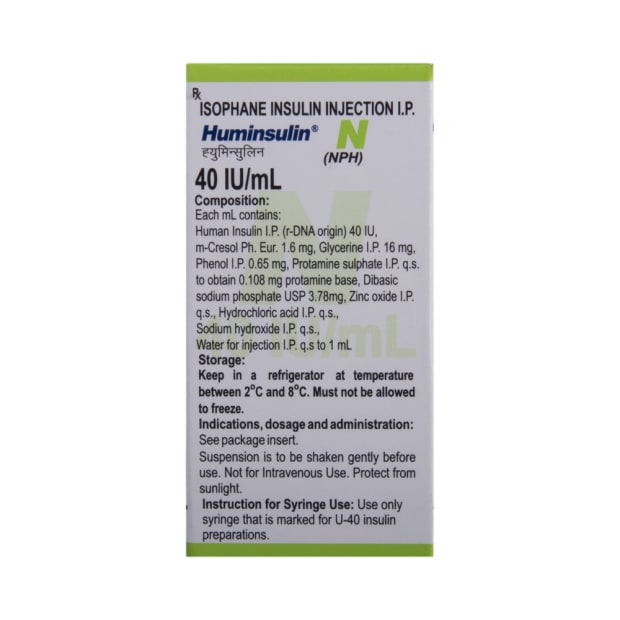 Rx
ISOPHANE INSULIN INJECTION I.P.
Huminsulin® N
ह्युमिन्सुलिन (NPH)
40 IU/mL
Composition:
Each mL contains:
Human Insulin I.P. (r-DNA origin) 40 IU,
m-Cresol Ph. Eur. 1.6 mg, Glycerine I.P. 16 mg,
Phenol I.P. 0.65 mg, Protamine sulphate I.P. q.s.
to obtain 0.108 mg protamine base, Dibasic
sodium phosphate USP 3.78mg, Zinc oxide I.P.
q.s., Hydrochloric acid I.P. q.s.,
Sodium hydroxide I.P. q.s.,
Water for injection I.P. q.s to 1 mL
Storage:
Keep in a refrigerator at temperature
between 2°C and 8°C. Must not be allowed
to freeze.
Indications, dosage and administration:
See package insert.
Suspension is to be shaken gently before
use. Not for Intravenous Use. Protect from
sunlight.
Instruction for Syringe Use: Use only
syringe that is marked for U-40 insulin
preparations.